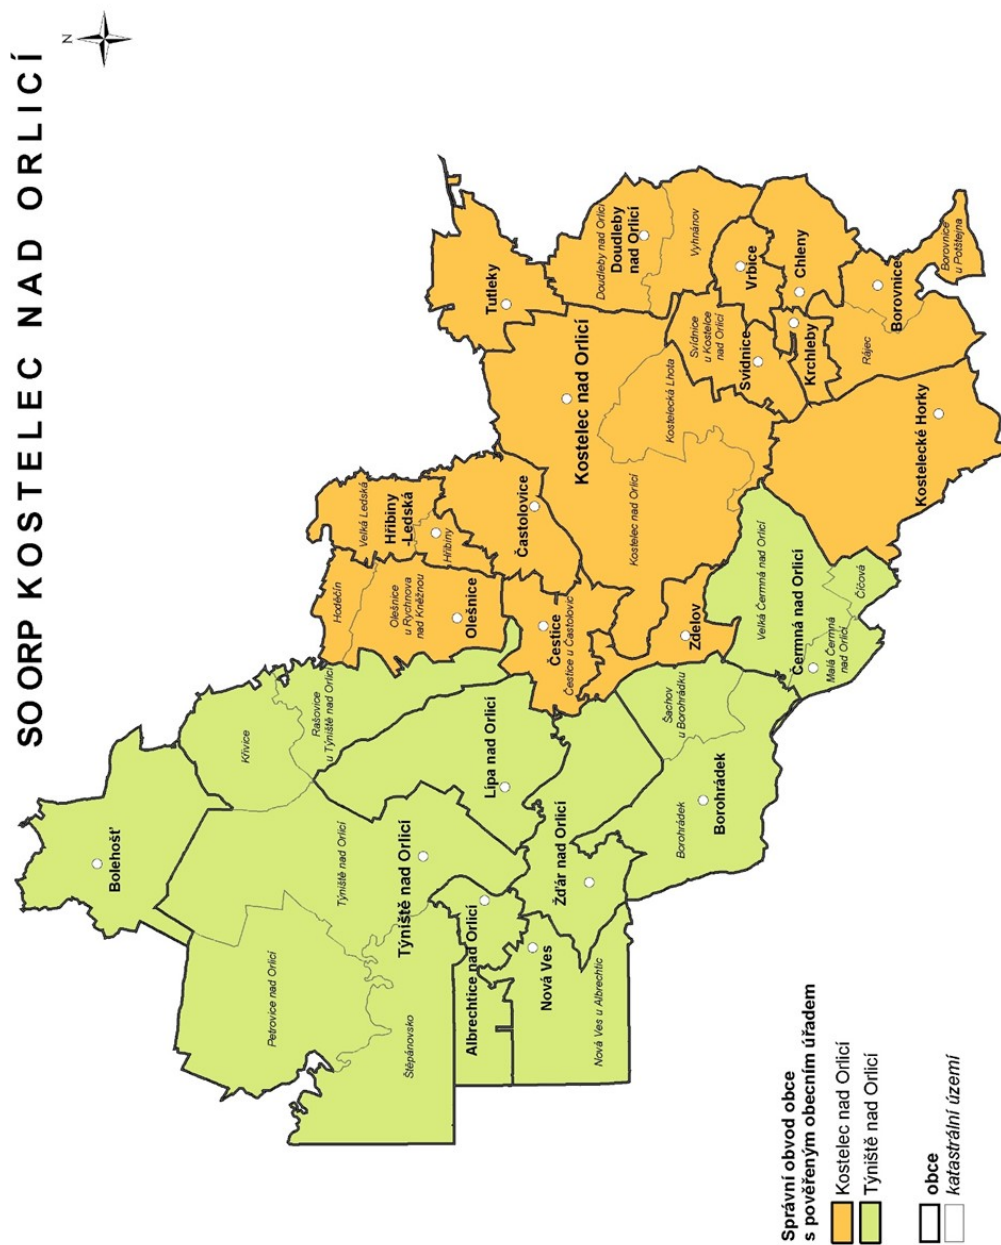 SO ORP KOSTELEC NAD ORLICÍ
N
Bolehošť
Křivice
Petrovice nad Orlicí
Týniště nad Orlicí
Rašovice
u Týniště nad Orlicí
Štěpánovsko
Týniště nad Orlicí
Albrechtice nad Orlicí
Nová Ves
Nová Ves u Albrechtic
Lípa nad Orlicí
Žďár nad Orlicí
Borohrádek
Borohrádek
Šachov
u Borohrádku
Hoděčín
Olešnice
u Rychnova
nad Kněžnou
Olešnice
Velká Ledská
Hřibiny
-Ledská
Hřibiny
Častolovice
Čestice
Čestice u Častolovic
Zdelov
Velká Čermná nad Orlicí
Čermná nad Orlicí
Malá Čermná
nad Orlicí
Číčová
Tutleky
Kostelec nad Orlicí
Kostelecká Lhota
Kostelec nad Orlicí
Doudleby nad Orlicí
Doudleby
nad Orlicí
Vyhnánov
Svídnice
u Kostelce
nad Orlicí
Svídnice
Vrbice
Chleny
Krchleby
Rájec
Borovnice
Borovnice
u Potštejna
Kostelecké Horky
Správní obvod obce
s pověřeným obecním úřadem
Kostelec nad Orlicí
Týniště nad Orlicí
obce
katastrální území